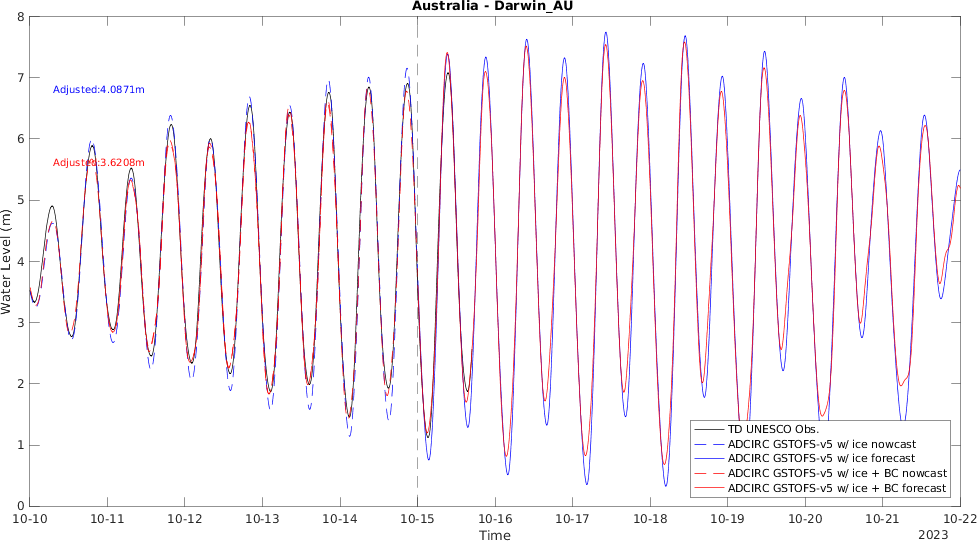 Australia - Darwin_AU
8
7
6
5
4
3
2
1
0
Water Level (m)
Adjusted:4.0871m
Adjusted:3.6208m
TD UNESCO Obs.
ADCIRC GSTOFS-v5 w/ ice nowcast
ADCIRC GSTOFS-v5 w/ ice forecast
ADCIRC GSTOFS-v5 w/ ice + BC nowcast
ADCIRC GSTOFS-v5 w/ ice + BC forecast
10-10 10-11 10-12 10-13 10-14 10-15 10-16 10-17 10-18 10-19 10-20 10-21 10-22
Time
2023